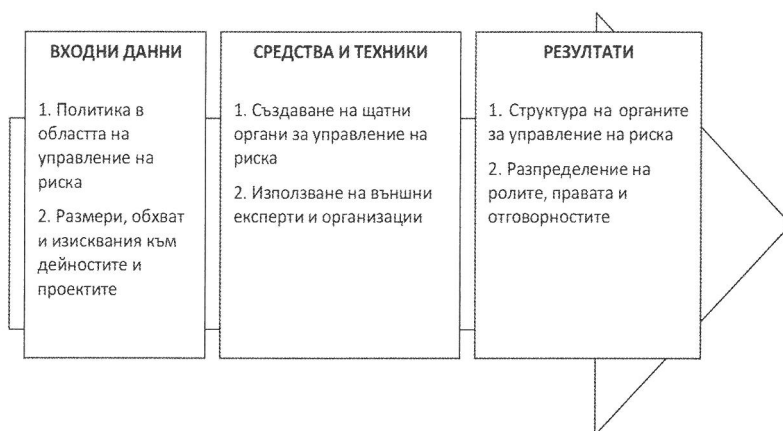 ВХОДНИ ДАННИ
1. Политика в
областта на
управление на
риска
2. Размери, обхват
и изисквания към
дейностите и
проектите
СРЕДСТВА И ТЕХНИКИ
1. Създаване на щатни
органи за управление на
риска
2. Използване на външни
експерти и организации
РЕЗУЛТАТИ
1. Структура на органите
за управление на риска
2. Разпределение на
ролите, правата и
отговорностите